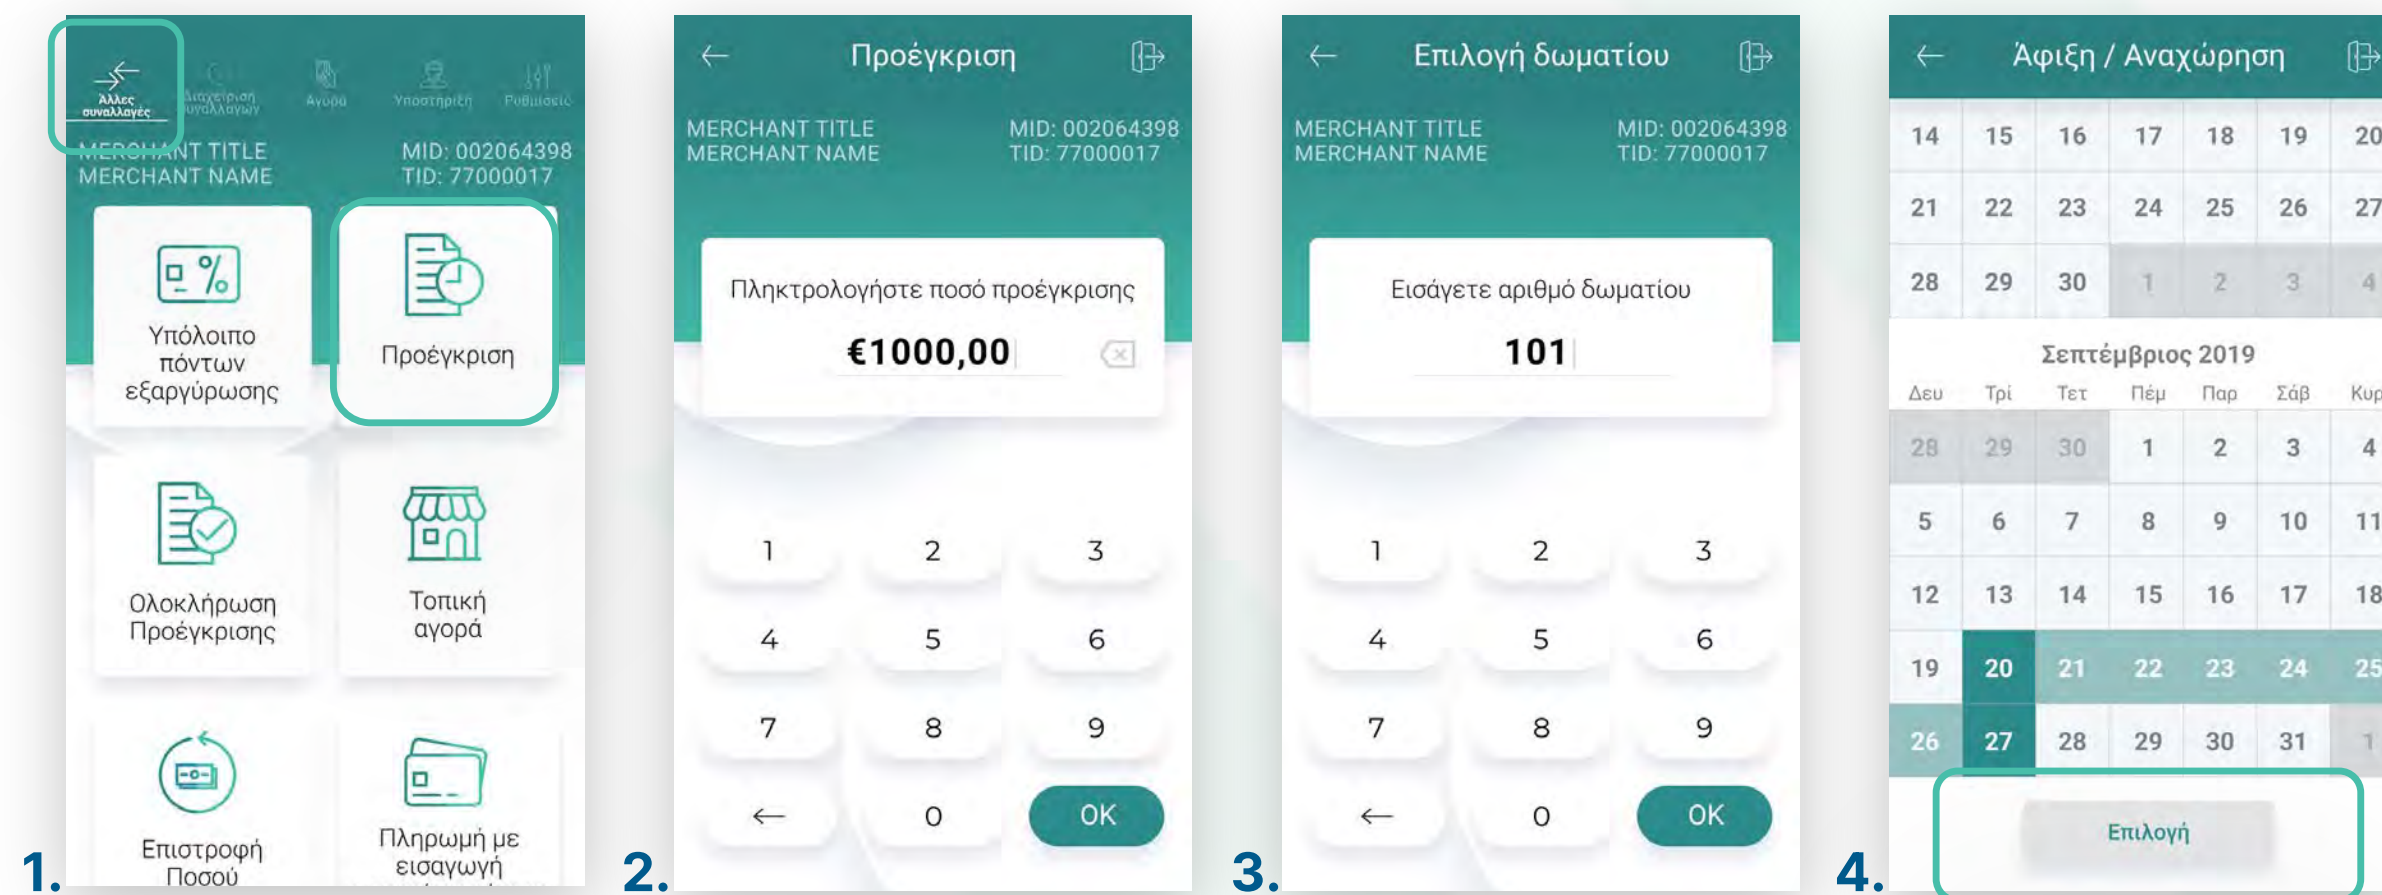 Άλλες
συναλλαγές
Διαχείριση
συναλλαγών
Αγορά
Υποστήριξη
Ρυθμίσεις
MERCHANT TITLE
MID: 002064398
MERCHANT NAME
TID: 77000017
Υπόλοιπο
πόντων
εξαργύρωσης
Προέγκριση
Ολοκλήρωση
Προέγκρισης
Τοπική
αγορά
Επιστροφή
Ποσού
Πληρωμή με
εισαγωγή
1.
Προέγκριση
MERCHANT TITLE
MID: 002064398
MERCHANT NAME
TID: 77000017
Πληκτρολογήστε ποσό προέγκρισης
€1000,00
1 2 3
4 5 6
7 8 9
0 OK
2.
Επιλογή δωματίου
MERCHANT TITLE
MID: 002064398
MERCHANT NAME
TID: 77000017
Εισάγετε αριθμό δωματίου
101
1 2 3
4 5 6
7 8 9
0 OK
3.
Άφιξη / Αναχώρηση
14 15 16 17 18 19 20
21 22 23 24 25 26 27
28 29 30 1 2 3 4
Σεπτέμβριος 2019
Δευ Τρί Τετ Πέμ Παρ Σάβ Κυρ
28 29 30 1 2 3 4
5 6 7 8 9 10 11
12 13 14 15 16 17 18
19 20 21 22 23 24 25
26 27 28 29 30 31 1
Επιλογή
4.